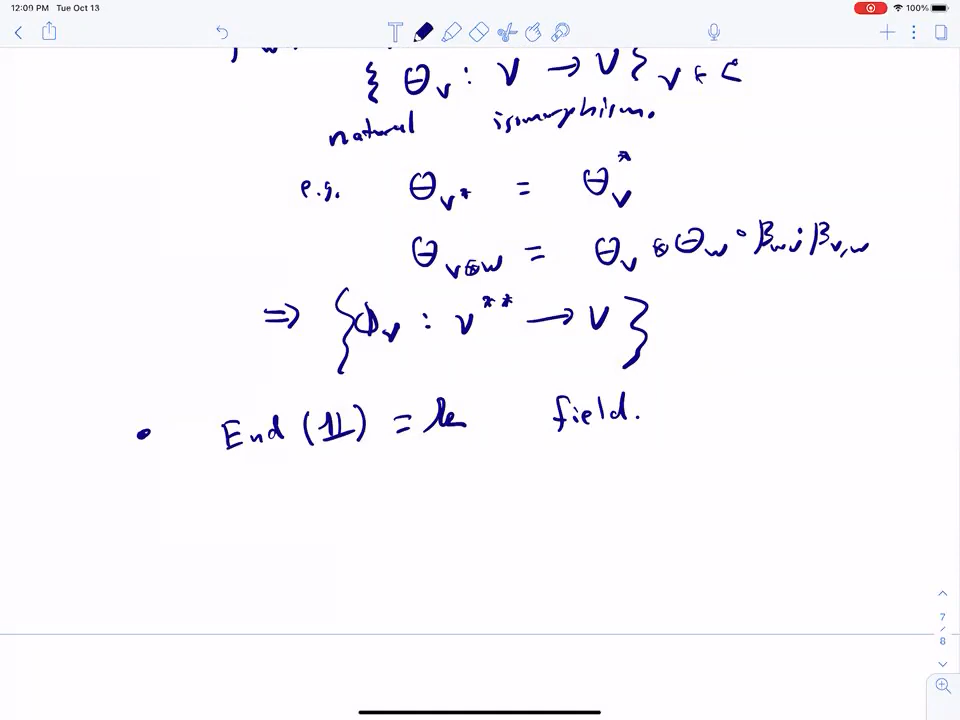 12:09 PM Tue Oct 13
100%
{ θ_V : V → V }_{V ∈ C}
natural isomorphism.
e.g. θ_{V*} = θ_V^*
θ_{V⊗W} = θ_V ⊗ θ_W ∘ β_{W,V} β_{V,W}
⇒ { ϕ_V : V** → V }
• End (𝟙) = k field.
7
/
8